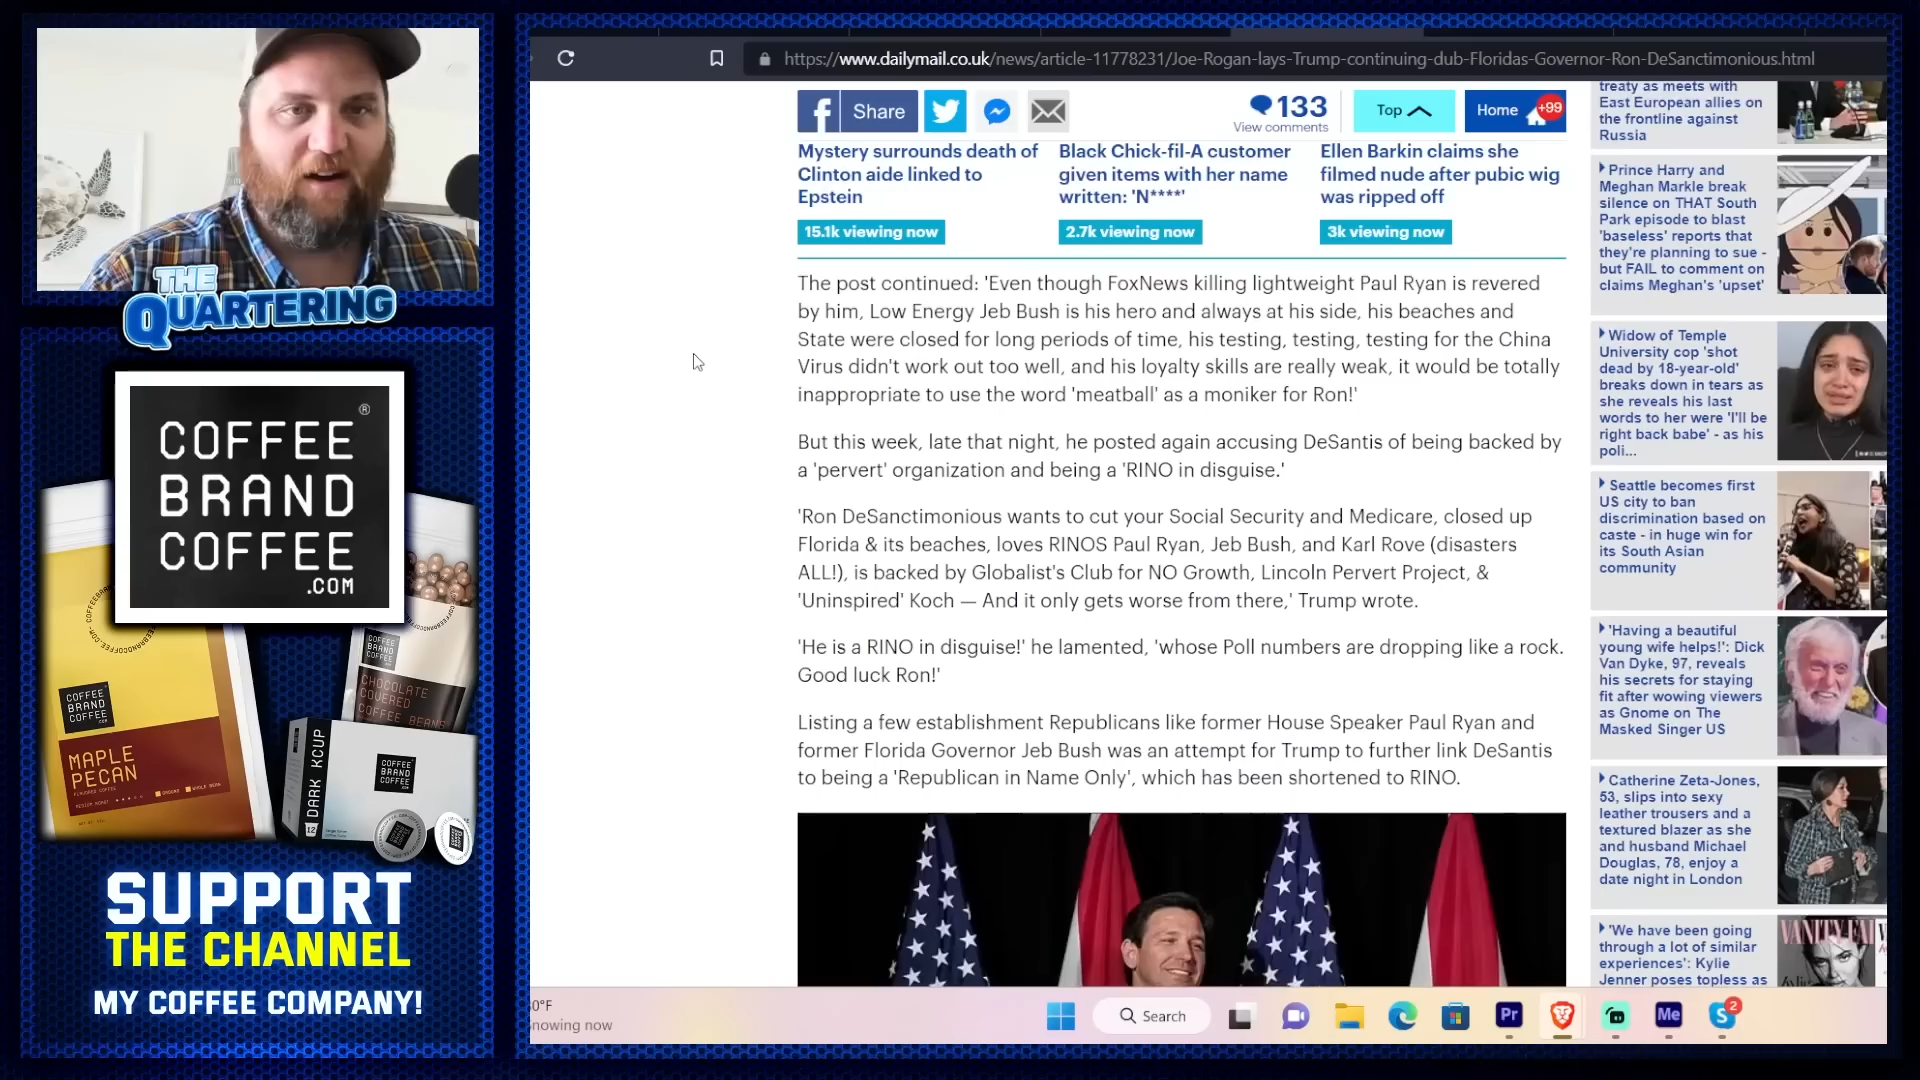 THE
QUARTERING
COFFEE ®
BRAND
COFFEE
.COM
COFFEE
BRAND
COFFEE
MAPLE
PECAN
COFFEE
BRAND
COFFEE
CHOCOLATE
COVERED
COFFEE BEANS
DARK KCUP
12
COFFEE
BRAND
COFFEE
SUPPORT
THE CHANNEL
MY COFFEE COMPANY!
https://www.dailymail.co.uk/news/article-11778231/Joe-Rogan-lays-Trump-continuing-dub-Floridas-Governor-Ron-DeSanctimonious.html
Share
133
View comments
Top
Home +99
Mystery surrounds death of
Clinton aide linked to
Epstein
15.1k viewing now
Black Chick-fil-A customer
given items with her name
written: 'N****'
2.7k viewing now
Ellen Barkin claims she
filmed nude after pubic wig
was ripped off
3k viewing now
The post continued: 'Even though FoxNews killing lightweight Paul Ryan is revered
by him, Low Energy Jeb Bush is his hero and always at his side, his beaches and
State were closed for long periods of time, his testing, testing, testing for the China
Virus didn't work out too well, and his loyalty skills are really weak, it would be totally
inappropriate to use the word 'meatball' as a moniker for Ron!'
But this week, late that night, he posted again accusing DeSantis of being backed by
a 'pervert' organization and being a 'RINO in disguise.'
'Ron DeSanctimonious wants to cut your Social Security and Medicare, closed up
Florida & its beaches, loves RINOS Paul Ryan, Jeb Bush, and Karl Rove (disasters
ALL!), is backed by Globalist's Club for NO Growth, Lincoln Pervert Project, &
'Uninspired' Koch — And it only gets worse from there,' Trump wrote.
'He is a RINO in disguise!' he lamented, 'whose Poll numbers are dropping like a rock.
Good luck Ron!'
Listing a few establishment Republicans like former House Speaker Paul Ryan and
former Florida Governor Jeb Bush was an attempt for Trump to further link DeSantis
to being a 'Republican in Name Only', which has been shortened to RINO.
treaty as meets with
East European allies on
the frontline against
Russia
Prince Harry and
Meghan Markle break
silence on THAT South
Park episode to blast
'baseless' reports that
they're planning to sue -
but FAIL to comment on
claims Meghan's 'upset'
Widow of Temple
University cop 'shot
dead by 18-year-old'
breaks down in tears as
she reveals his last
words to her were 'I'll be
right back babe' - as his
poli...
Seattle becomes first
US city to ban
discrimination based on
caste - in huge win for
its South Asian
community
'Having a beautiful
young wife helps!': Dick
Van Dyke, 97, reveals
his secrets for staying
fit after wowing viewers
as Gnome on The
Masked Singer US
Catherine Zeta-Jones,
53, slips into sexy
leather trousers and a
textured blazer as she
and husband Michael
Douglas, 78, enjoy a
date night in London
'We have been going
through a lot of similar
experiences': Kylie
Jenner poses topless as
VANITY FAI
0°F
nowing now
Search
Pr
Me
2